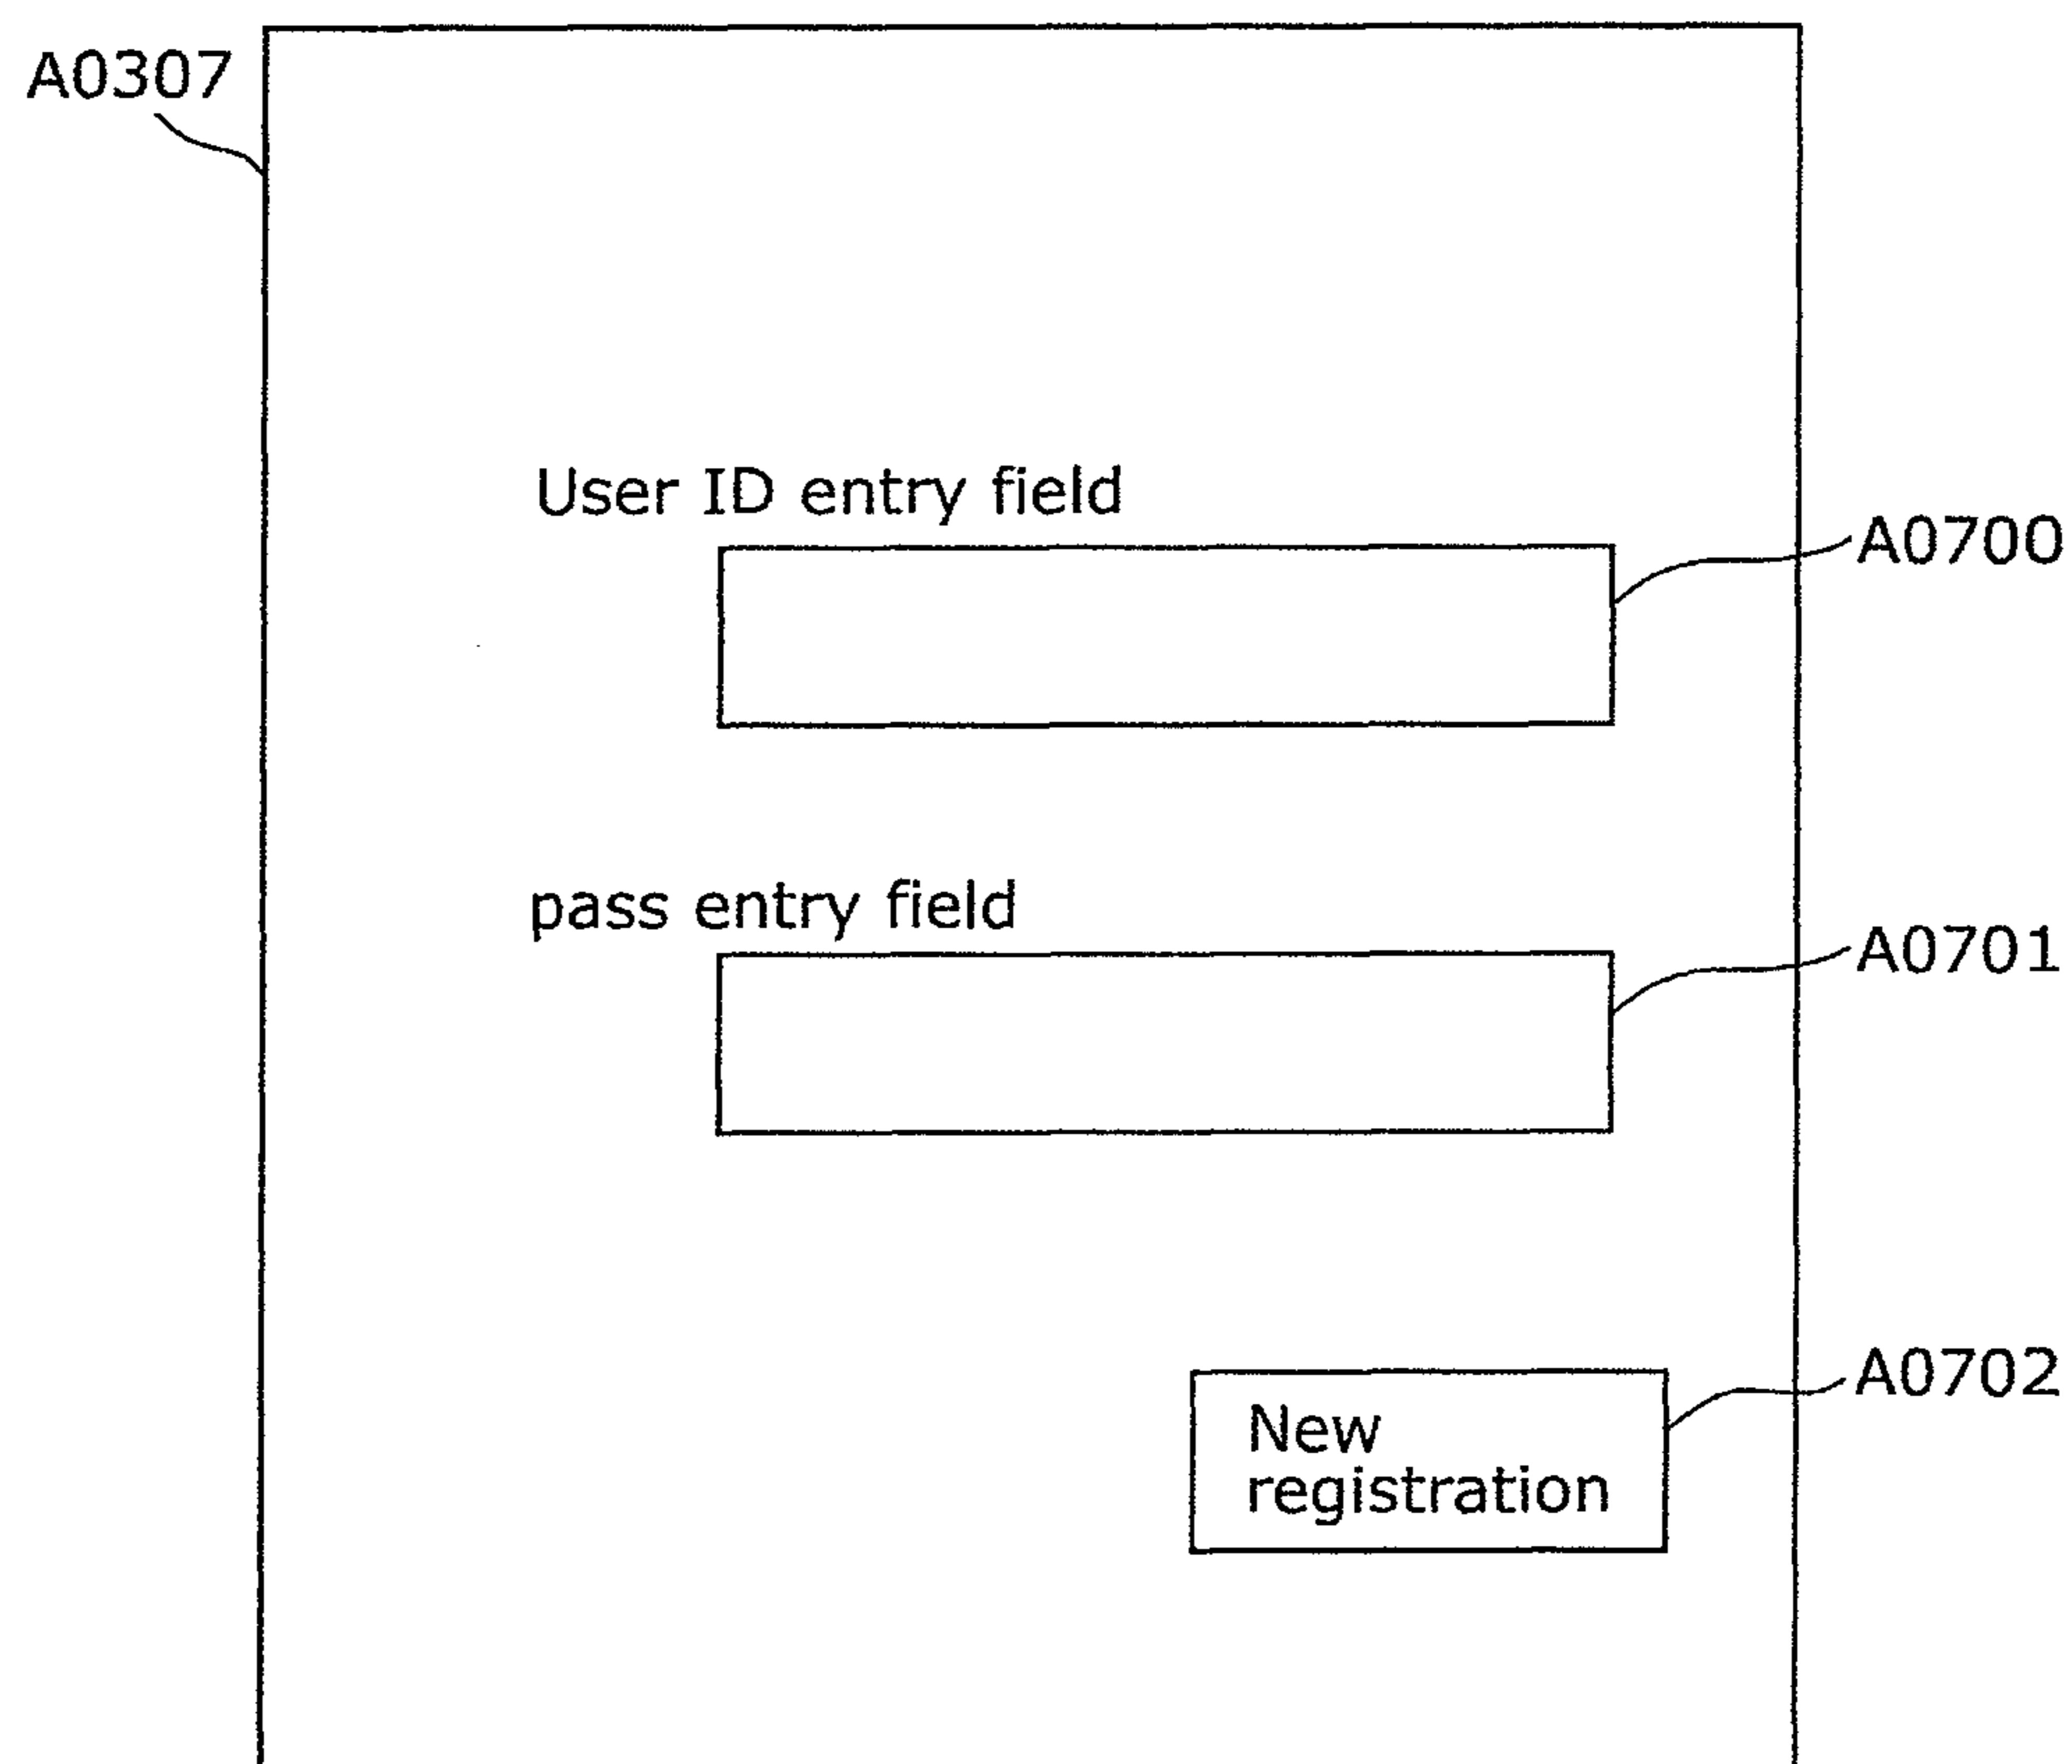 A0307
User ID entry field
A0700
pass entry field
A0701
A0702
New
registration